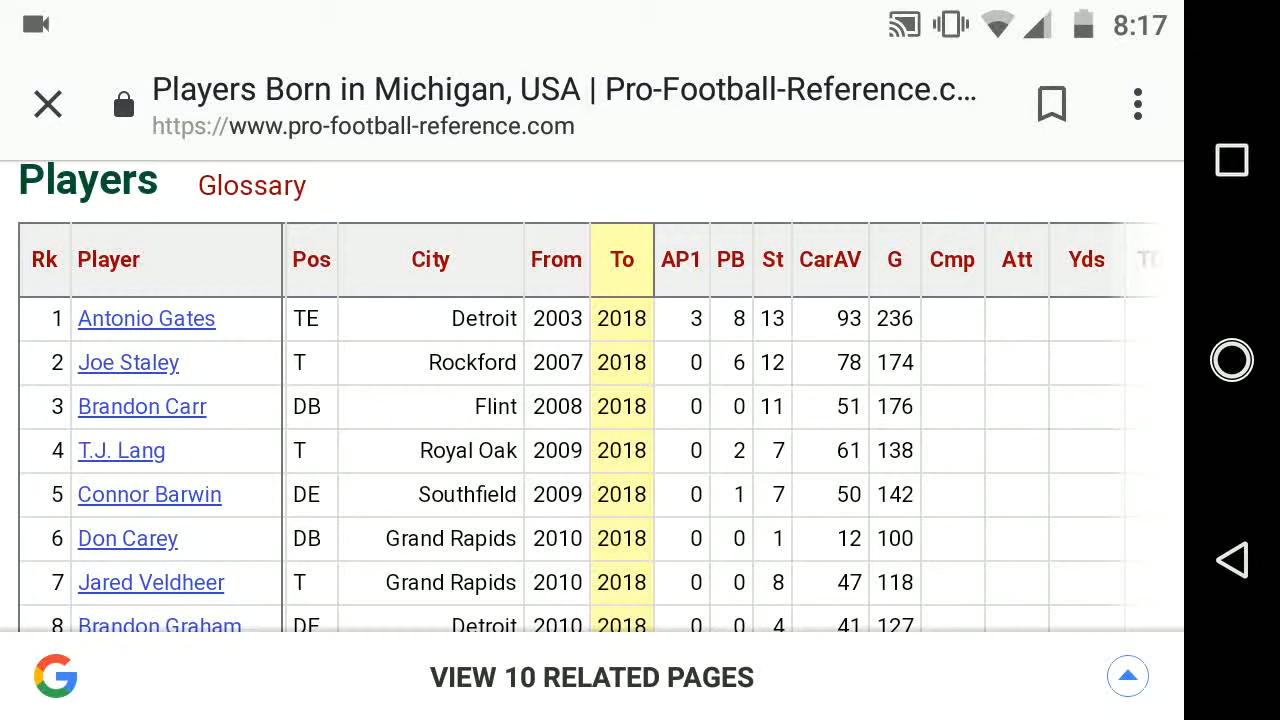 8:17
Players Born in Michigan, USA | Pro-Football-Reference.c...
https://www.pro-football-reference.com
Players Glossary
Rk Player Pos City From To AP1 PB St CarAV G Cmp Att Yds TD
1 Antonio Gates TE Detroit 2003 2018 3 8 13 93 236
2 Joe Staley T Rockford 2007 2018 0 6 12 78 174
3 Brandon Carr DB Flint 2008 2018 0 0 11 51 176
4 T.J. Lang T Royal Oak 2009 2018 0 2 7 61 138
5 Connor Barwin DE Southfield 2009 2018 0 1 7 50 142
6 Don Carey DB Grand Rapids 2010 2018 0 0 1 12 100
7 Jared Veldheer T Grand Rapids 2010 2018 0 0 8 47 118
8 Brandon Graham DE Detroit 2010 2018 0 0 4 41 127
VIEW 10 RELATED PAGES